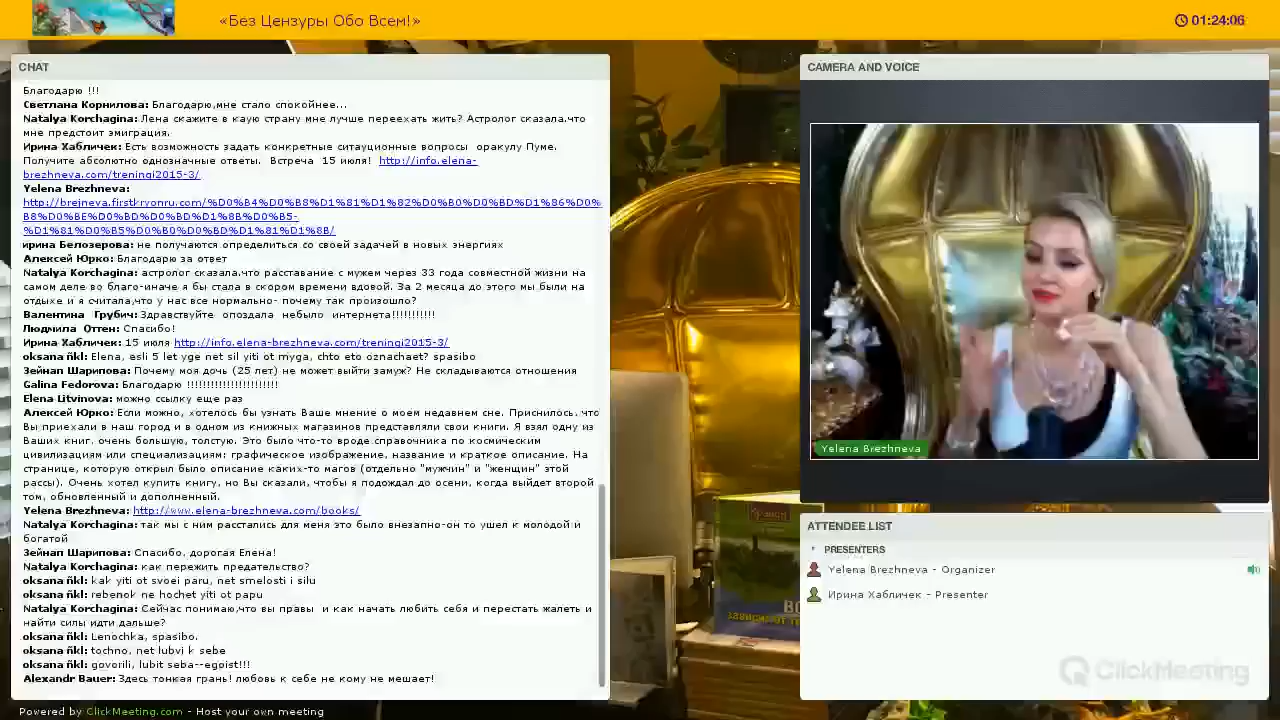 «Без Цензуры Обо Всем!»
01:24:06
CHAT
Благодарю !!!
Светлана Корнилова: Благодарю,мне стало спокойнее...
Natalya Korchagina: Лена скажите в каую страну мне лучше переехать жить? Астролог сказала.что
мне предстоит эмиграция.
Ирина Хабличек: Есть возможность задать конкретные ситауционные вопросы оракулу Пуме.
Получите абсолютно однозначные ответы. Встреча 15 июля! http://info.elena-
brezhneva.com/treningi2015-3/
Yelena Brezhneva:
http://brejneva.firstkryonru.com/%D0%B4%D0%B8%D1%81%D1%82%D0%B0%D0%BD%D1%86%D0%
B8%D0%BE%D0%BD%D0%BD%D1%8B%D0%B5-
%D1%81%D0%B5%D0%B0%D0%BD%D1%81%D1%8B/
ирина Белозерова: не получаются определиться со своей задачей в новых энергиях
Алексей Юрко: Благодарю за ответ
Natalya Korchagina: астролог сказала.что расставание с мужем через 33 года совместной жизни на
самом деле во благо-иначе я бы стала в скором времени вдовой. За 2 месяца до этого мы были на
отдыхе и я считала,что у нас все нормально- почему так произошло?
Валентина Грубич: Здравствуйте опоздала небыло интернета!!!!!!!!!!!
Людмила Оттен: Спасибо!
Ирина Хабличек: 15 июля http://info.elena-brezhneva.com/treningi2015-3/
oksana ñkl: Elena, esli 5 let yge net sil yiti ot myga, chto eto oznachaet? spasibo
Зейнап Шарипова: Почему моя дочь (25 лет) не может выйти замуж? Не складываются отношения
Galina Fedorova: Благодарю !!!!!!!!!!!!!!!!!!!!!!!
Elena Litvinova: можно ссылку еще раз
Алексей Юрко: Если можно, хотелось бы узнать Ваше мнение о моем недавнем сне. Приснилось, что
Вы приехали в наш город и в одном из книжных магазинов представляли свои книги. Я взял одну из
Ваших книг, очень большую, толстую. Это было что-то вроде справочника по космическим
цивилизациям или специализациям: графическое изображение, название и краткое описание. На
странице, которую открыл было описание каких-то магов (отдельно "мужчин" и "женщин" этой
рассы). Очень хотел купить книгу, но Вы сказали, чтобы я подождал до осени, когда выйдет второй
том, обновленный и дополненный.
Yelena Brezhneva: http://www.elena-brezhneva.com/books/
Natalya Korchagina: так мы с ним расстались для меня это было внезапно-он то ушел к молодой и
богатой
Зейнап Шарипова: Спасибо, дорогая Елена!
Natalya Korchagina: как пережить предательство?
oksana ñkl: kak yiti ot svoei paru, net smelosti i silu
oksana ñkl: rebenok ne hochet yiti ot papu
Natalya Korchagina: Сейчас понимаю,что вы правы и как начать любить себя и перестать жалеть и
найти силы идти дальше?
oksana ñkl: Lenochka, spasibo.
oksana ñkl: tochno, net lubvi k sebe
oksana ñkl: govorili, lubit seba--egoist!!!
Alexandr Bauer: Здесь тонкая грань! любовь к себе не кому не мешает!
Powered by ClickMeeting.com - Host your own meeting
CAMERA AND VOICE
Yelena Brezhneva
ATTENDEE LIST
PRESENTERS
Yelena Brezhneva - Organizer
Ирина Хабличек - Presenter
ClickMeeting